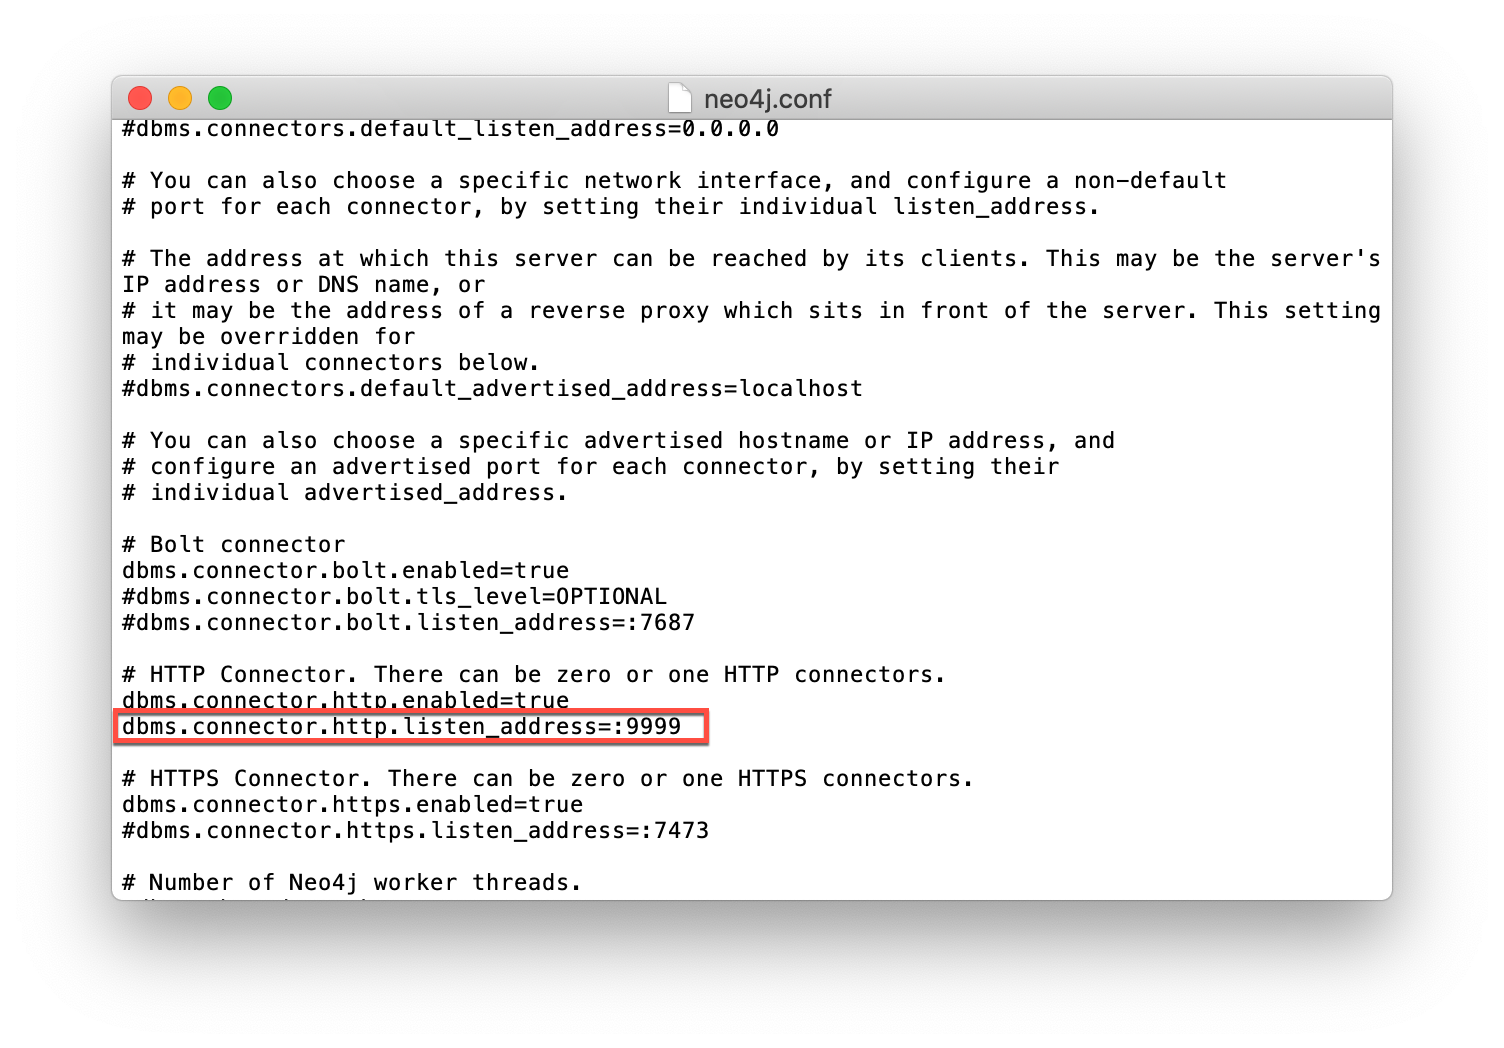 neo4j.conf
#dbms.connectors.default_listen_address=0.0.0.0
# You can also choose a specific network interface, and configure a non-default
# port for each connector, by setting their individual listen_address.
# The address at which this server can be reached by its clients. This may be the server's
IP address or DNS name, or
# it may be the address of a reverse proxy which sits in front of the server. This setting
may be overridden for
# individual connectors below.
#dbms.connectors.default_advertised_address=localhost
# You can also choose a specific advertised hostname or IP address, and
# configure an advertised port for each connector, by setting their
# individual advertised_address.
# Bolt connector
dbms.connector.bolt.enabled=true
#dbms.connector.bolt.tls_level=OPTIONAL
#dbms.connector.bolt.listen_address=:7687
# HTTP Connector. There can be zero or one HTTP connectors.
dbms.connector.http.enabled=true
dbms.connector.http.listen_address=:9999
# HTTPS Connector. There can be zero or one HTTPS connectors.
dbms.connector.https.enabled=true
#dbms.connector.https.listen_address=:7473
# Number of Neo4j worker threads.